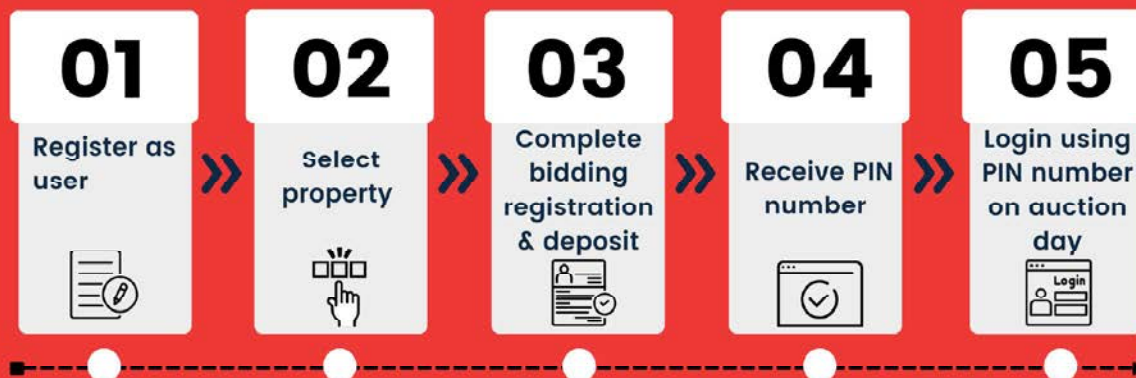 01
Register as
user
02
Select
property
03
Complete
bidding
registration
& deposit
04
Receive PIN
number
05
Login using
PIN number
on auction
day
Login